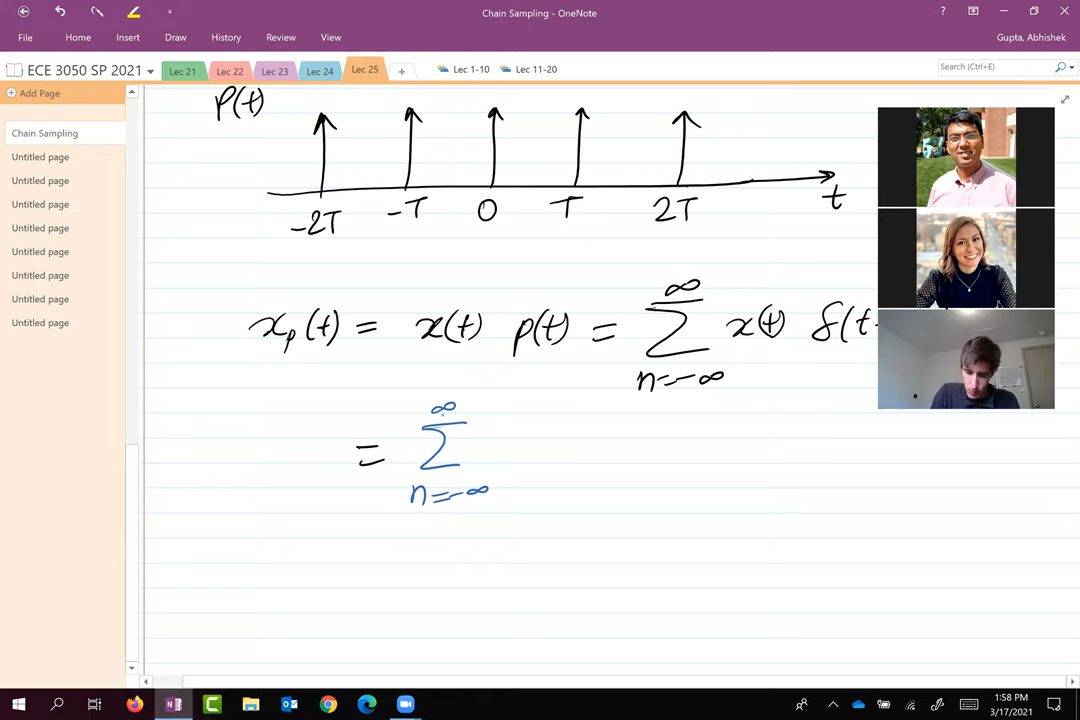 Chain Sampling - OneNote
?
File Home Insert Draw History Review View
Gupta, Abhishek
ECE 3050 SP 2021
Lec 21
Lec 22
Lec 23
Lec 24
Lec 25
+
Lec 1-10
Lec 11-20
Search (Ctrl+E)
Add Page
Chain Sampling
Untitled page
Untitled page
Untitled page
Untitled page
Untitled page
Untitled page
Untitled page
Untitled page
p(t)
-2T -T 0 T 2T t
∞
x_p(t) = x(t) p(t) = ∑ x(t) δ(t
n=-∞
∞
= ∑
n=-∞
1:58 PM
3/17/2021